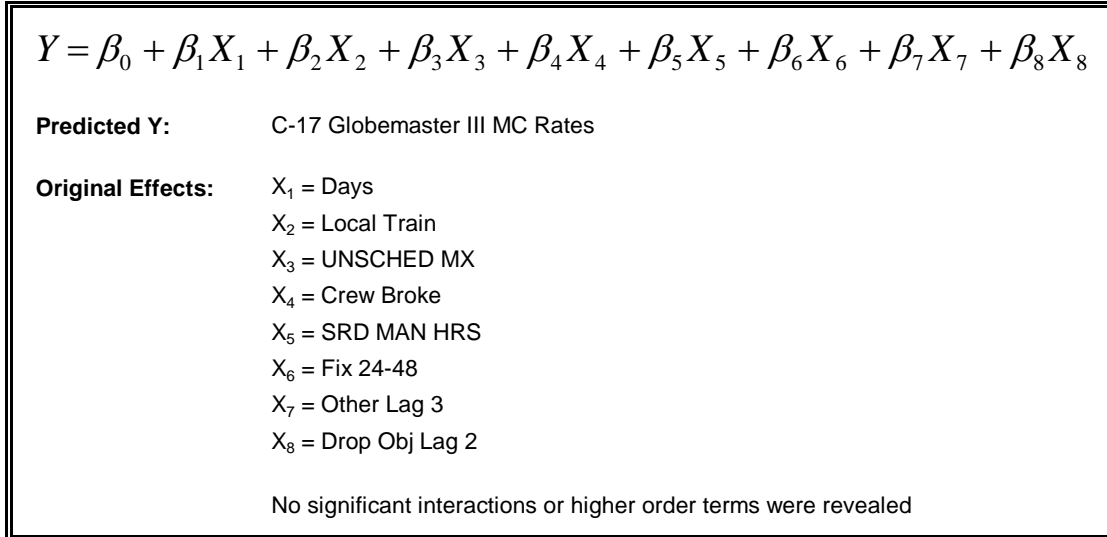 Y = β₀ + β₁X₁ + β₂X₂ + β₃X₃ + β₄X₄ + β₅X₅ + β₆X₆ + β₇X₇ + β₈X₈
Predicted Y: C-17 Globemaster III MC Rates
Original Effects: X₁ = Days
X₂ = Local Train
X₃ = UNSCHED MX
X₄ = Crew Broke
X₅ = SRD MAN HRS
X₆ = Fix 24-48
X₇ = Other Lag 3
X₈ = Drop Obj Lag 2
No significant interactions or higher order terms were revealed